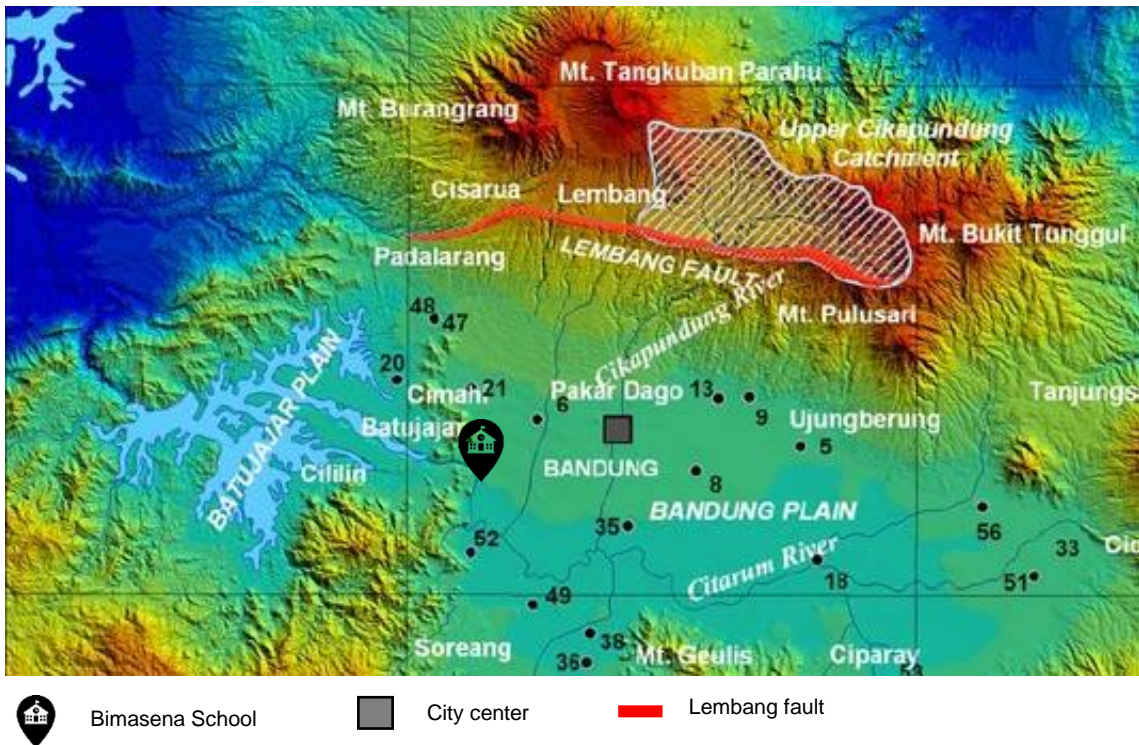 Mt. Tangkuban Parahu
Mt. Burangrang
Upper Cikapundung
Catchment
Cisarua
Lembang
Mt. Bukit Tunggul
Padalarang
LEMBANG FAULT
Cikapundung River
Mt. Pulusari
48
47
20
21
BATUJAJAR PLAIN
Cimahi
6
Pakar Dago
13
9
Tanjungs
Batujajar
Ujungberung
5
Cililin
BANDUNG
8
BANDUNG PLAIN
35
56
52
33
Citarum River
18
51
49
Soreang
38
36
Mt. Geulis
Ciparay
53
Bimasena School
City center
Lembang fault